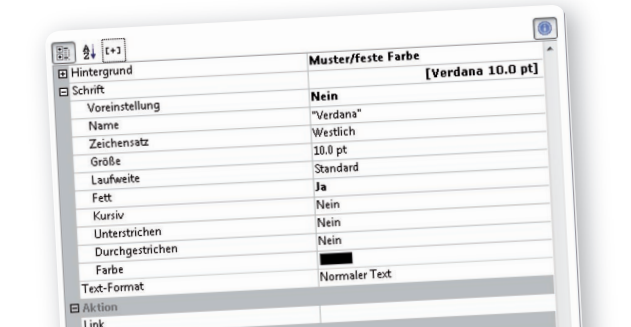 [+]
Hintergrund Muster/feste Farbe
Schrift [Verdana 10.0 pt]
Voreinstellung Nein
Name "Verdana"
Zeichensatz Westlich
Größe 10.0 pt
Laufweite Standard
Fett Ja
Kursiv Nein
Unterstrichen Nein
Durchgestrichen Nein
Farbe
Text-Format Normaler Text
Aktion
Link